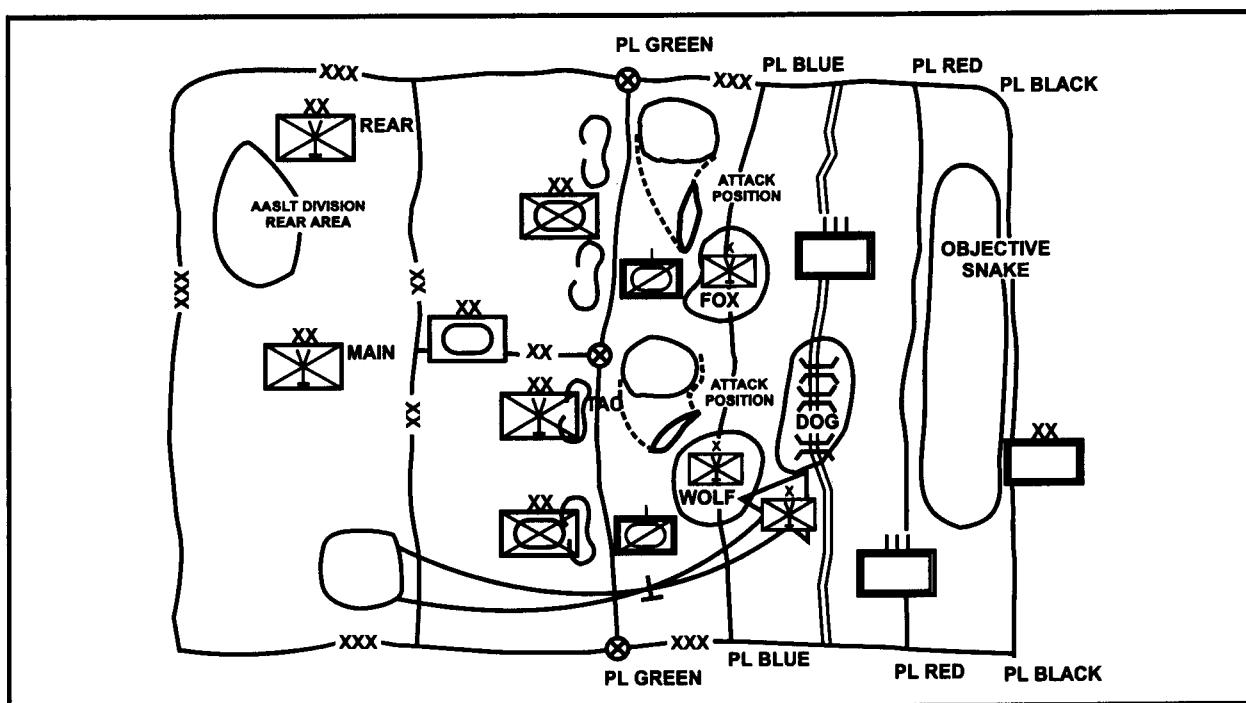 PL GREEN
XXX
XXX
PL BLUE
PL RED
PL BLACK
XX
REAR
AASLT DIVISION
REAR AREA
XX
ATTACK
POSITION
III
OBJECTIVE
SNAKE
I
X
FOX
XXX
XX
XX
MAIN
XX
XX
XX
TAC
ATTACK
POSITION
DOG
XX
XX
X
WOLF
X
XX
I
III
XXX
XXX
PL GREEN
PL BLUE
PL RED
PL BLACK